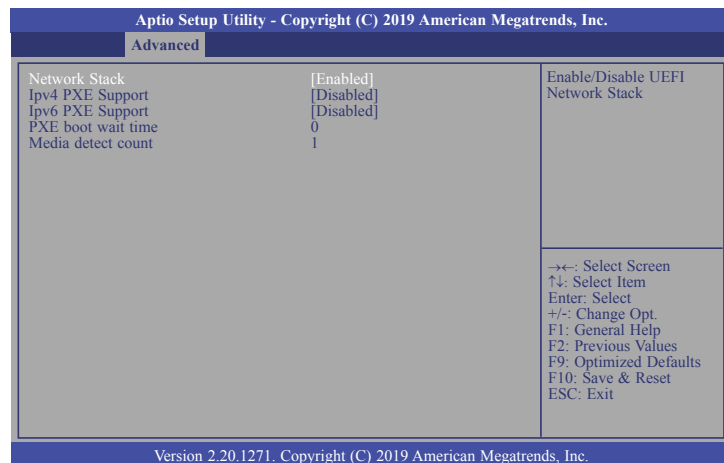 Aptio Setup Utility - Copyright (C) 2019 American Megatrends, Inc.
Advanced
Network Stack [Enabled]
Ipv4 PXE Support [Disabled]
Ipv6 PXE Support [Disabled]
PXE boot wait time 0
Media detect count 1
Enable/Disable UEFI
Network Stack
→←: Select Screen
↑↓: Select Item
Enter: Select
+/-: Change Opt.
F1: General Help
F2: Previous Values
F9: Optimized Defaults
F10: Save & Reset
ESC: Exit
Version 2.20.1271. Copyright (C) 2019 American Megatrends, Inc.